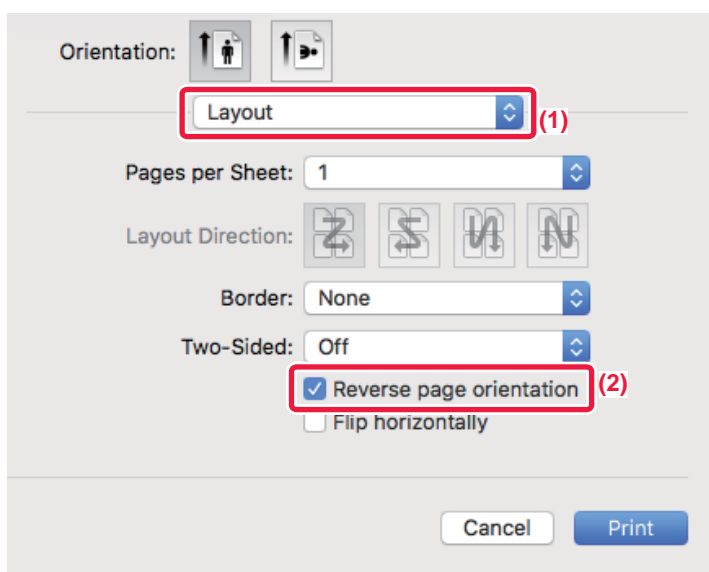 Orientation:
Layout
(1)
Pages per Sheet: 1
Layout Direction:
Border: None
Two-Sided: Off
Reverse page orientation
(2)
Flip horizontally
Cancel Print